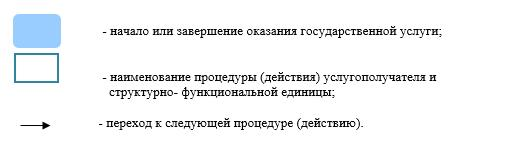 - начало или завершение оказания государственной услуги;
- наименование процедуры (действия) услугополучателя и
структурно- функциональной единицы;
- переход к следующей процедуре (действию).